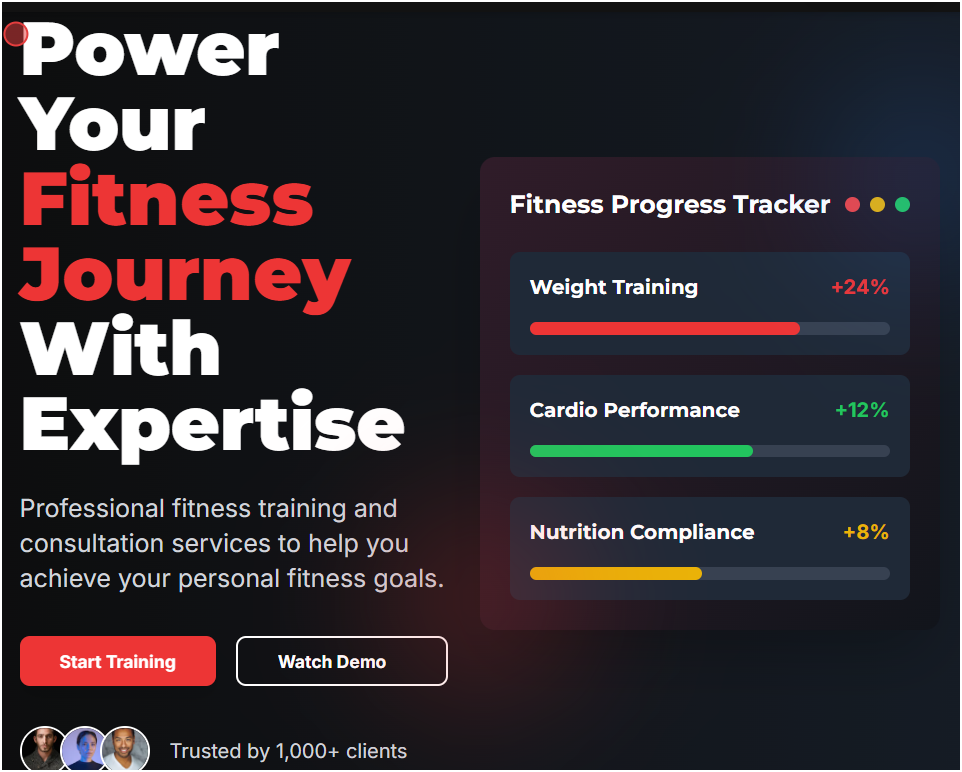 Power
Your
Fitness
Journey
With
Expertise
Professional fitness training and
consultation services to help you
achieve your personal fitness goals.
Start Training
Watch Demo
Trusted by 1,000+ clients
Fitness Progress Tracker
Weight Training
+24%
Cardio Performance
+12%
Nutrition Compliance
+8%